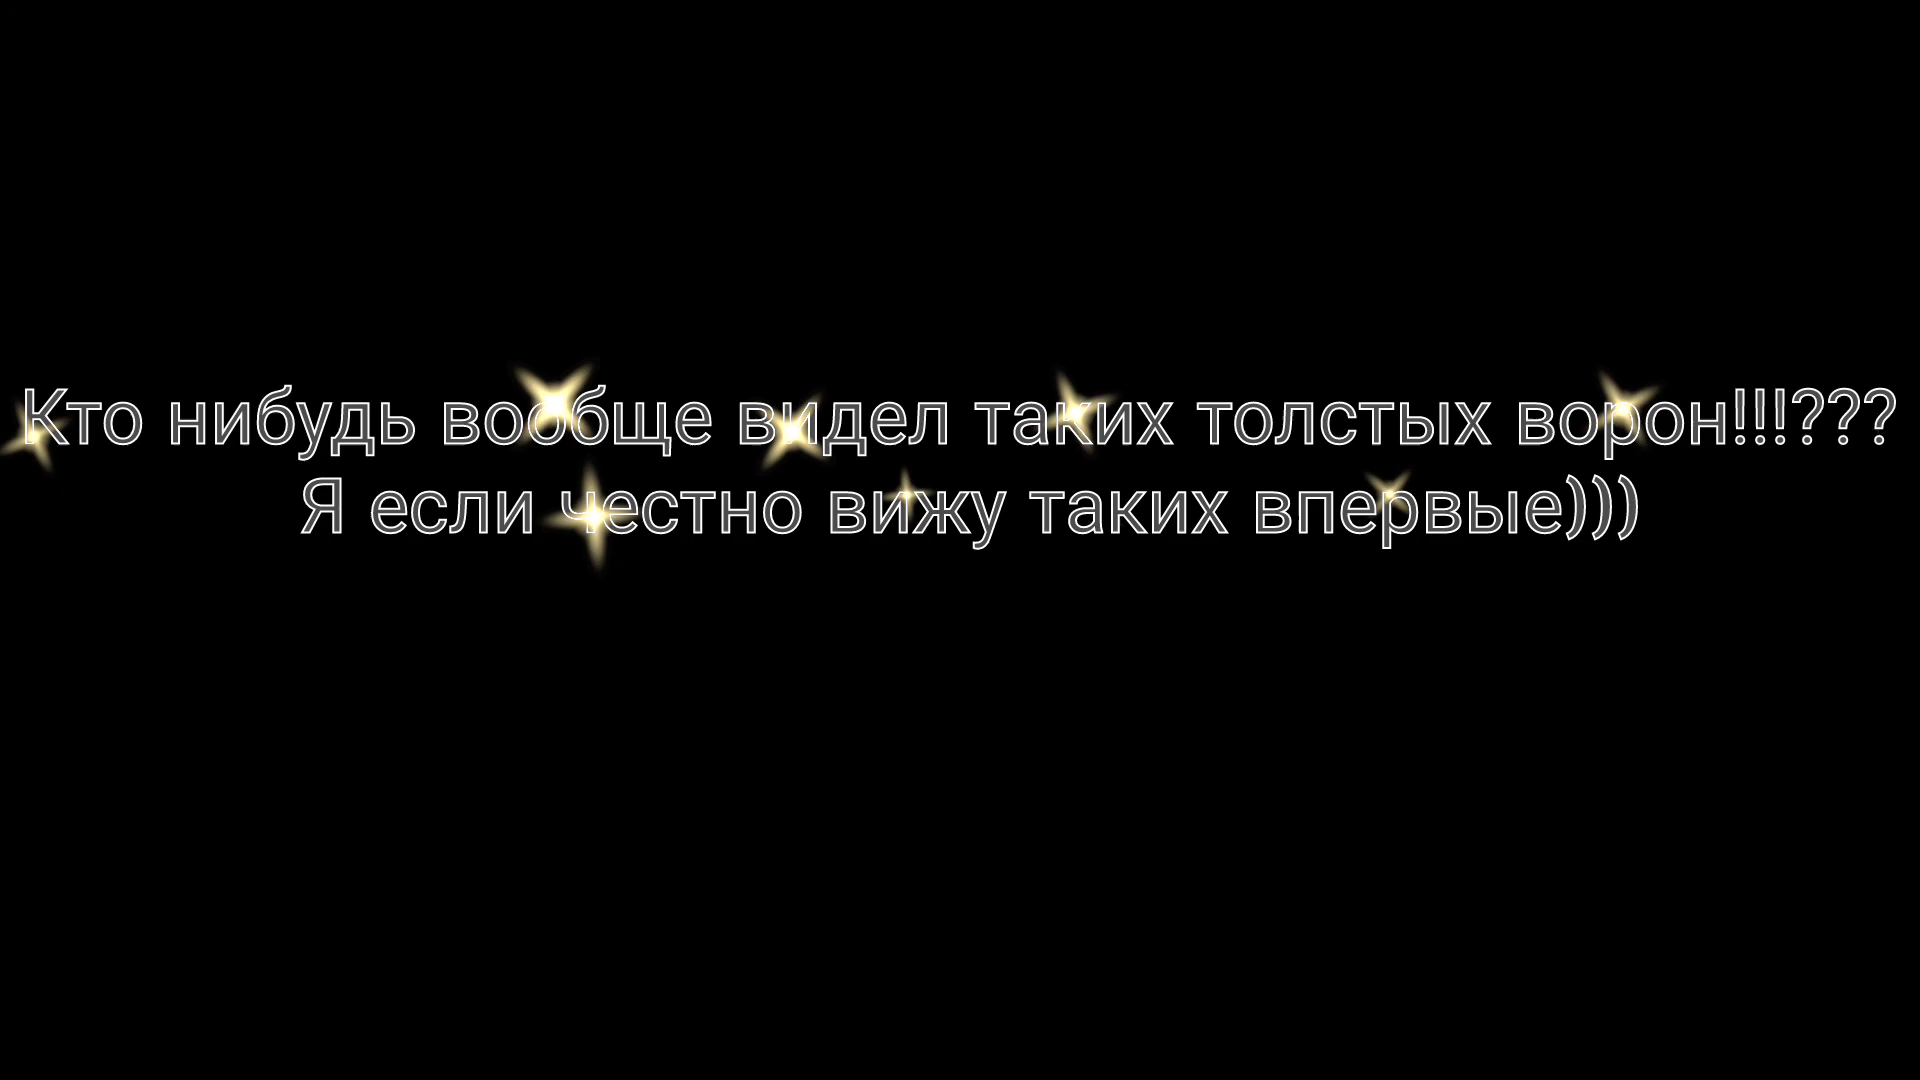 Кто нибудь вообще видел таких толстых ворон!!!???
Я если честно вижу таких впервые)))